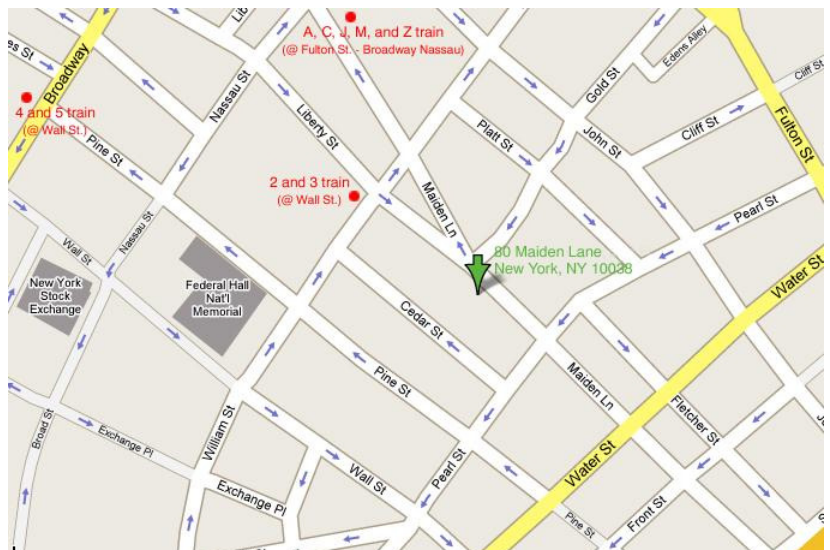 A, C, J, M, and Z train
(@ Fulton St. - Broadway Nassau)
Edens Alley
Broadway
Nassau St
Gold St
Cliff St
4 and 5 train
(@ Wall St.)
Liberty St
Platt St
John St
Cliff St
Fulton St
Pine St
2 and 3 train
(@ Wall St.)
Maiden Ln
Pearl St
Nassau St
Wall St
80 Maiden Lane
New York, NY 10038
Water St
New York
Stock
Exchange
Federal Hall
Nat'l
Memorial
Cedar St
Pine St
Maiden Ln
Fletcher St
William St
Broad St
Exchange Pl
Water St
Wall St
Pearl St
Exchange Pl
Pine St
Front St